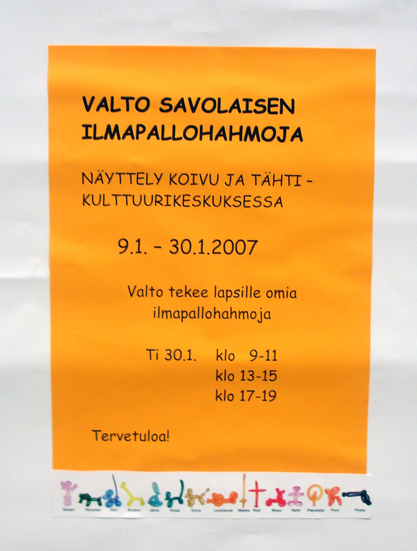 VALTO SAVOLAISEN
ILMAPALLOHAHMOJA
NÄYTTELY KOIVU JA TÄHTI –
KULTTUURIKESKUKSESSA
9.1. – 30.1.2007
Valto tekee lapsille omia
ilmapallohahmoja
Ti 30.1. klo 9-11
klo 13-15
klo 17-19
Tervetuloa!